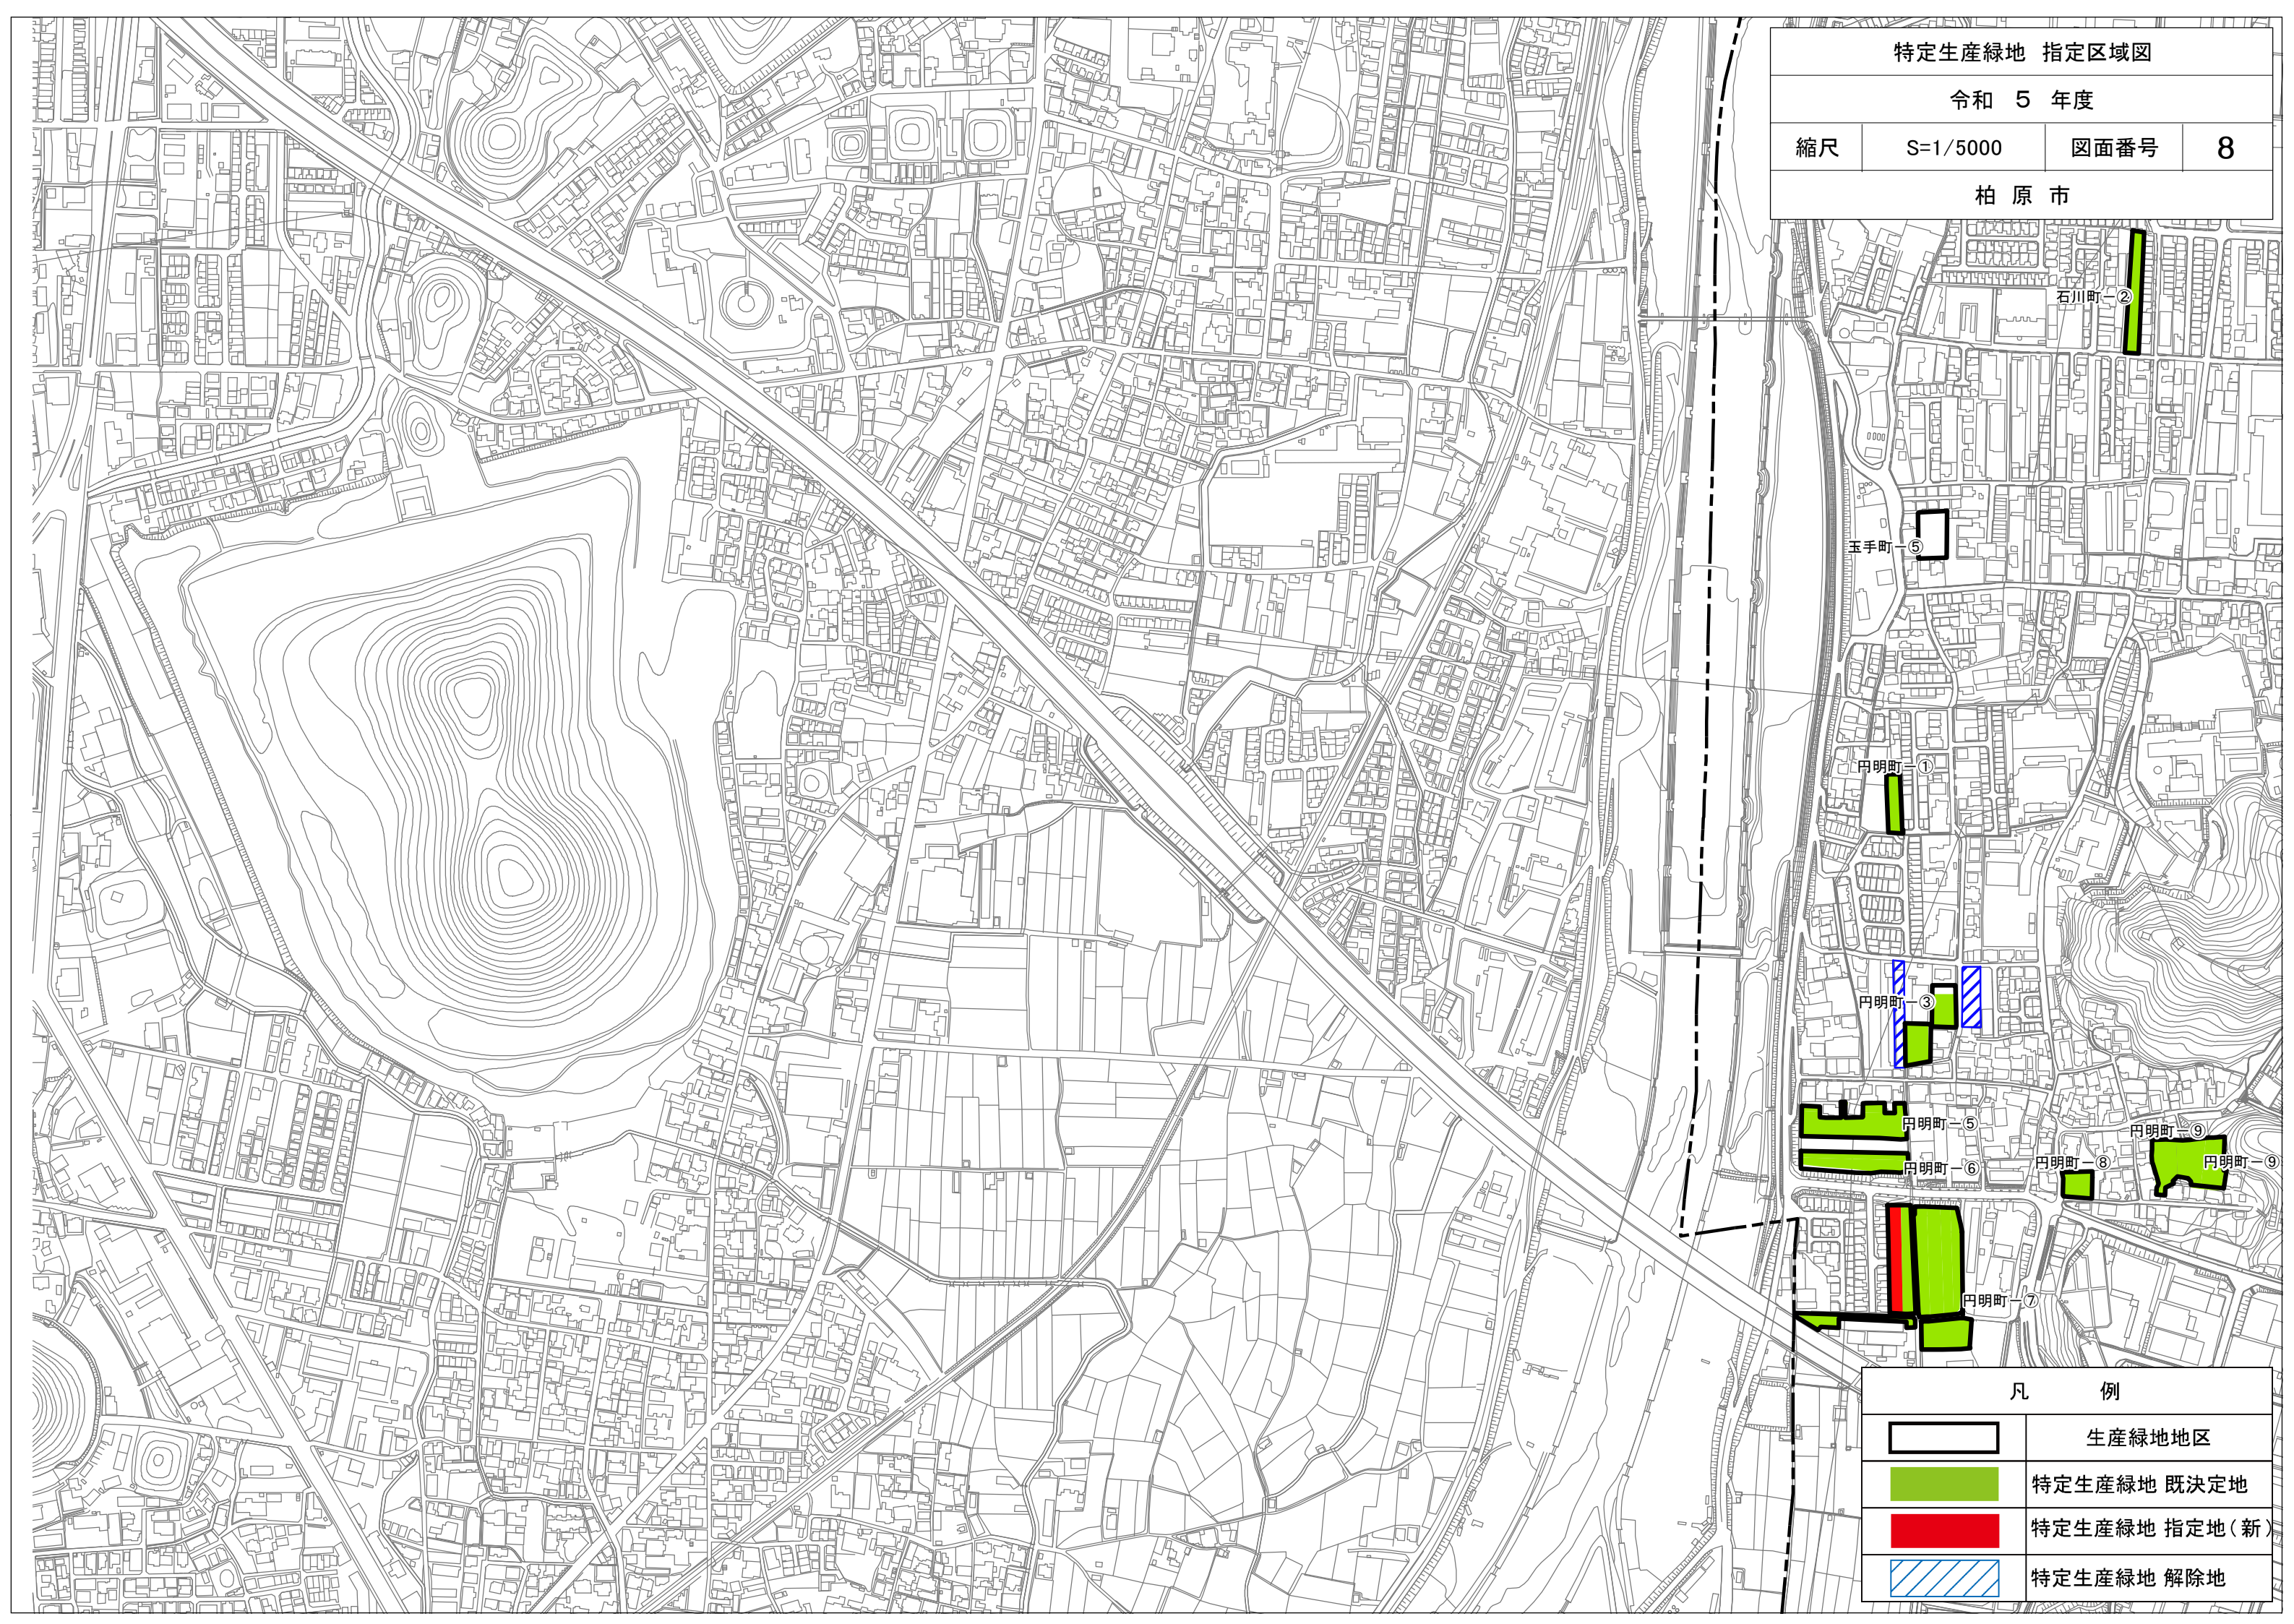 特定生産緑地 指定区域図
令和 5 年度
縮尺 S=1/5000 図面番号 8
柏 原 市
石川町-②
玉手町-⑤
円明町-①
円明町-③
円明町-⑤
円明町-⑨
円明町-⑥
円明町-⑧
円明町-⑨
円明町-⑦
凡 例
生産緑地地区
特定生産緑地 既決定地
特定生産緑地 指定地(新)
特定生産緑地 解除地